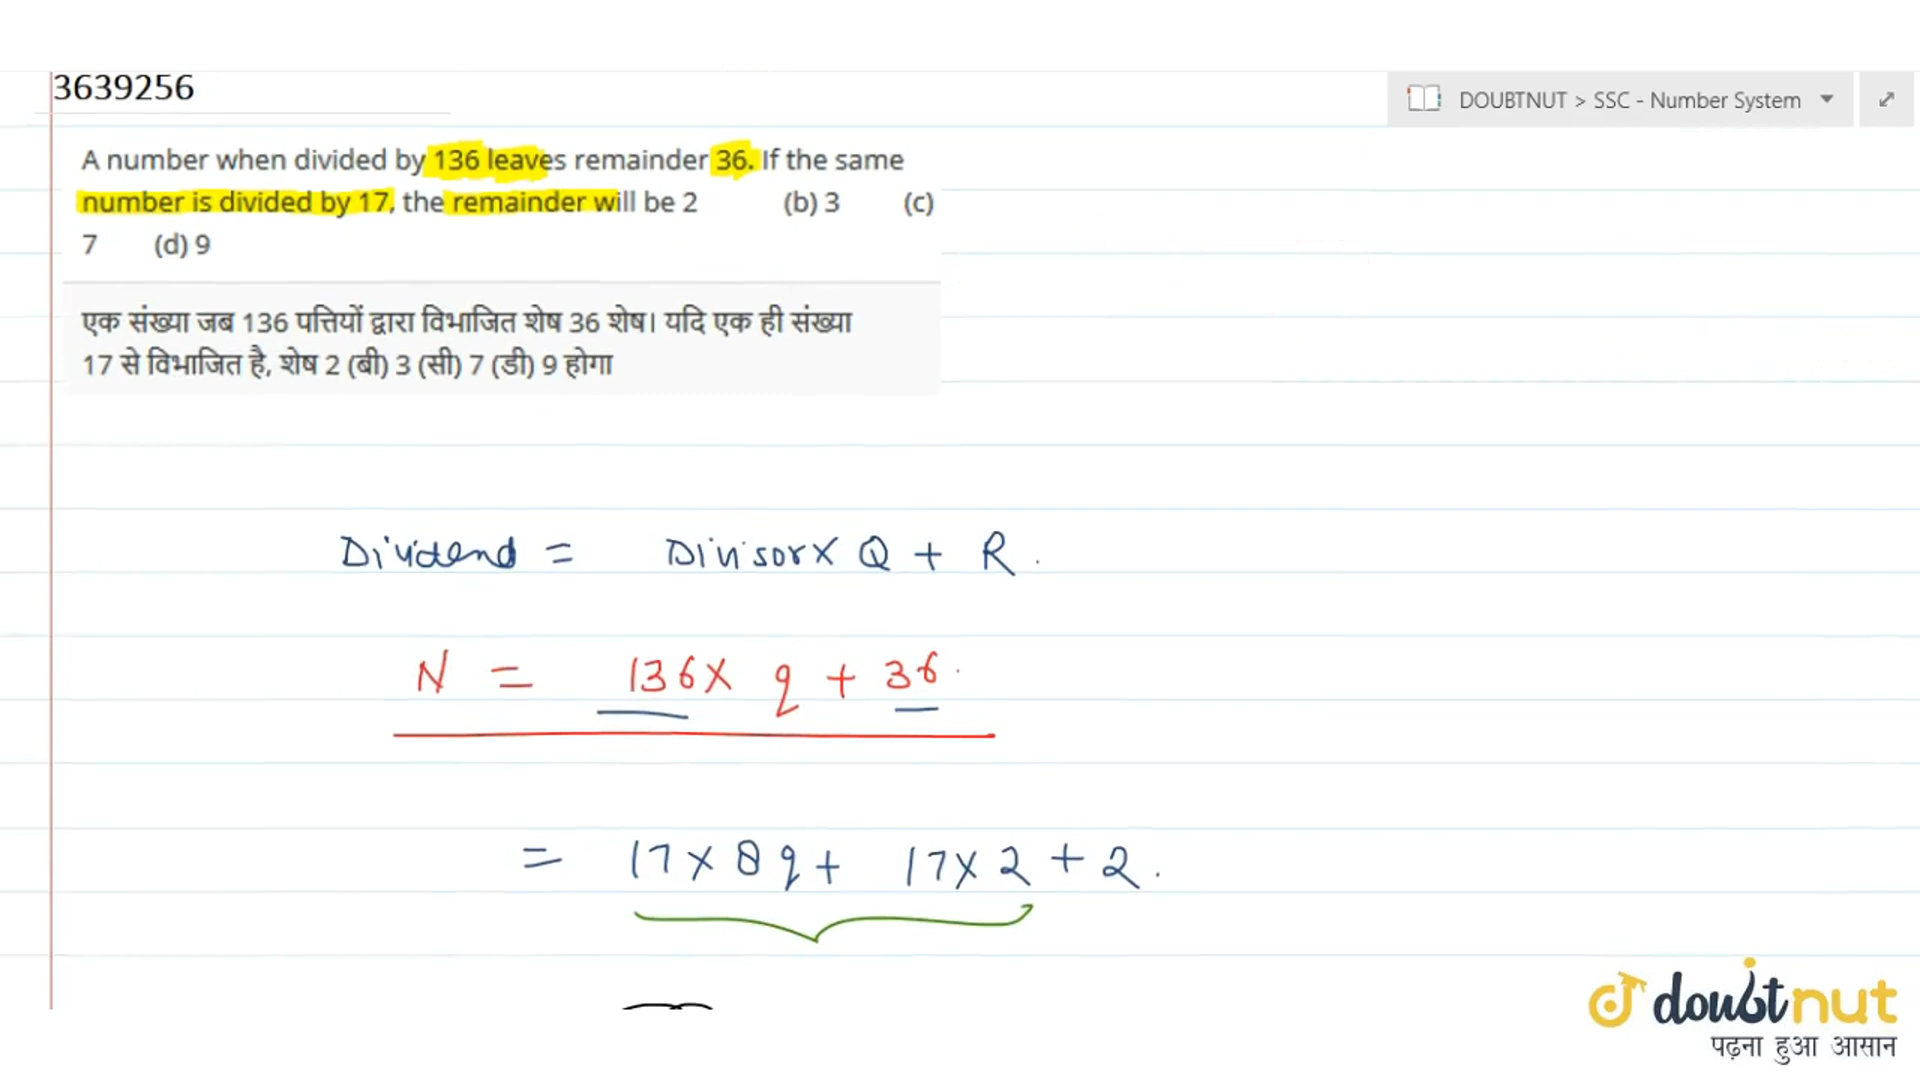 3639256
DOUBTNUT > SSC - Number System
A number when divided by 136 leaves remainder 36. If the same
number is divided by 17, the remainder will be 2 (b) 3 (c)
7 (d) 9
एक संख्या जब 136 पत्तियों द्वारा विभाजित शेष 36 शेष। यदि एक ही संख्या
17 से विभाजित है, शेष 2 (बी) 3 (सी) 7 (डी) 9 होगा
Dividend = Divisor X Q + R.
N = 136 X q + 36.
= 17 X 8 q + 17 X 2 + 2.
doubtnut
पढ़ना हुआ आसान